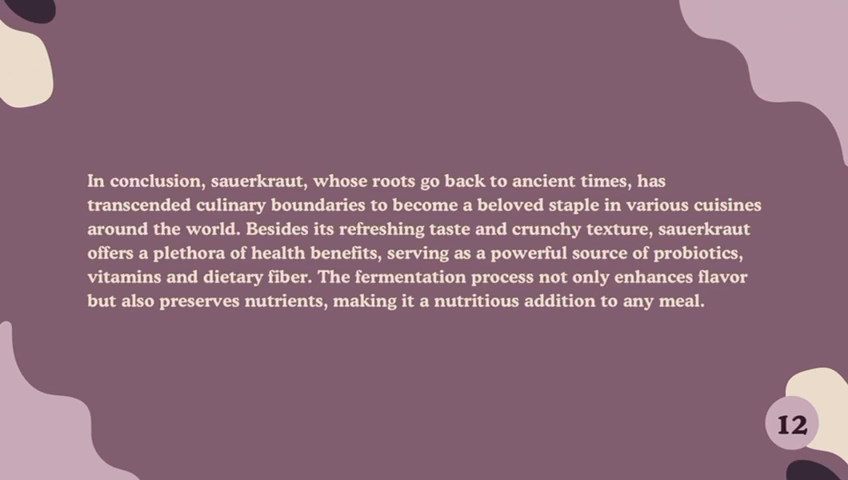 In conclusion, sauerkraut, whose roots go back to ancient times, has
transcended culinary boundaries to become a beloved staple in various cuisines
around the world. Besides its refreshing taste and crunchy texture, sauerkraut
offers a plethora of health benefits, serving as a powerful source of probiotics,
vitamins and dietary fiber. The fermentation process not only enhances flavor
but also preserves nutrients, making it a nutritious addition to any meal.
12